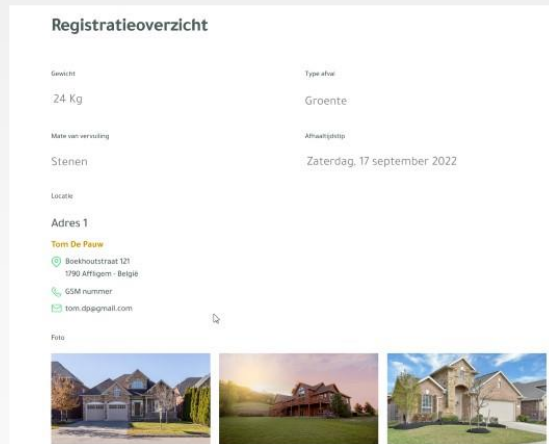 Registratieoverzicht
Gewicht
Type afval
24 Kg
Groente
Mate van vervuiling
Afhaaltijdstip
Stenen
Zaterdag, 17 september 2022
Locatie
Adres 1
Tom De Pauw
Boekhoutstraat 121
1790 Affligem - België
GSM nummer
tom.dp@gmail.com
Foto